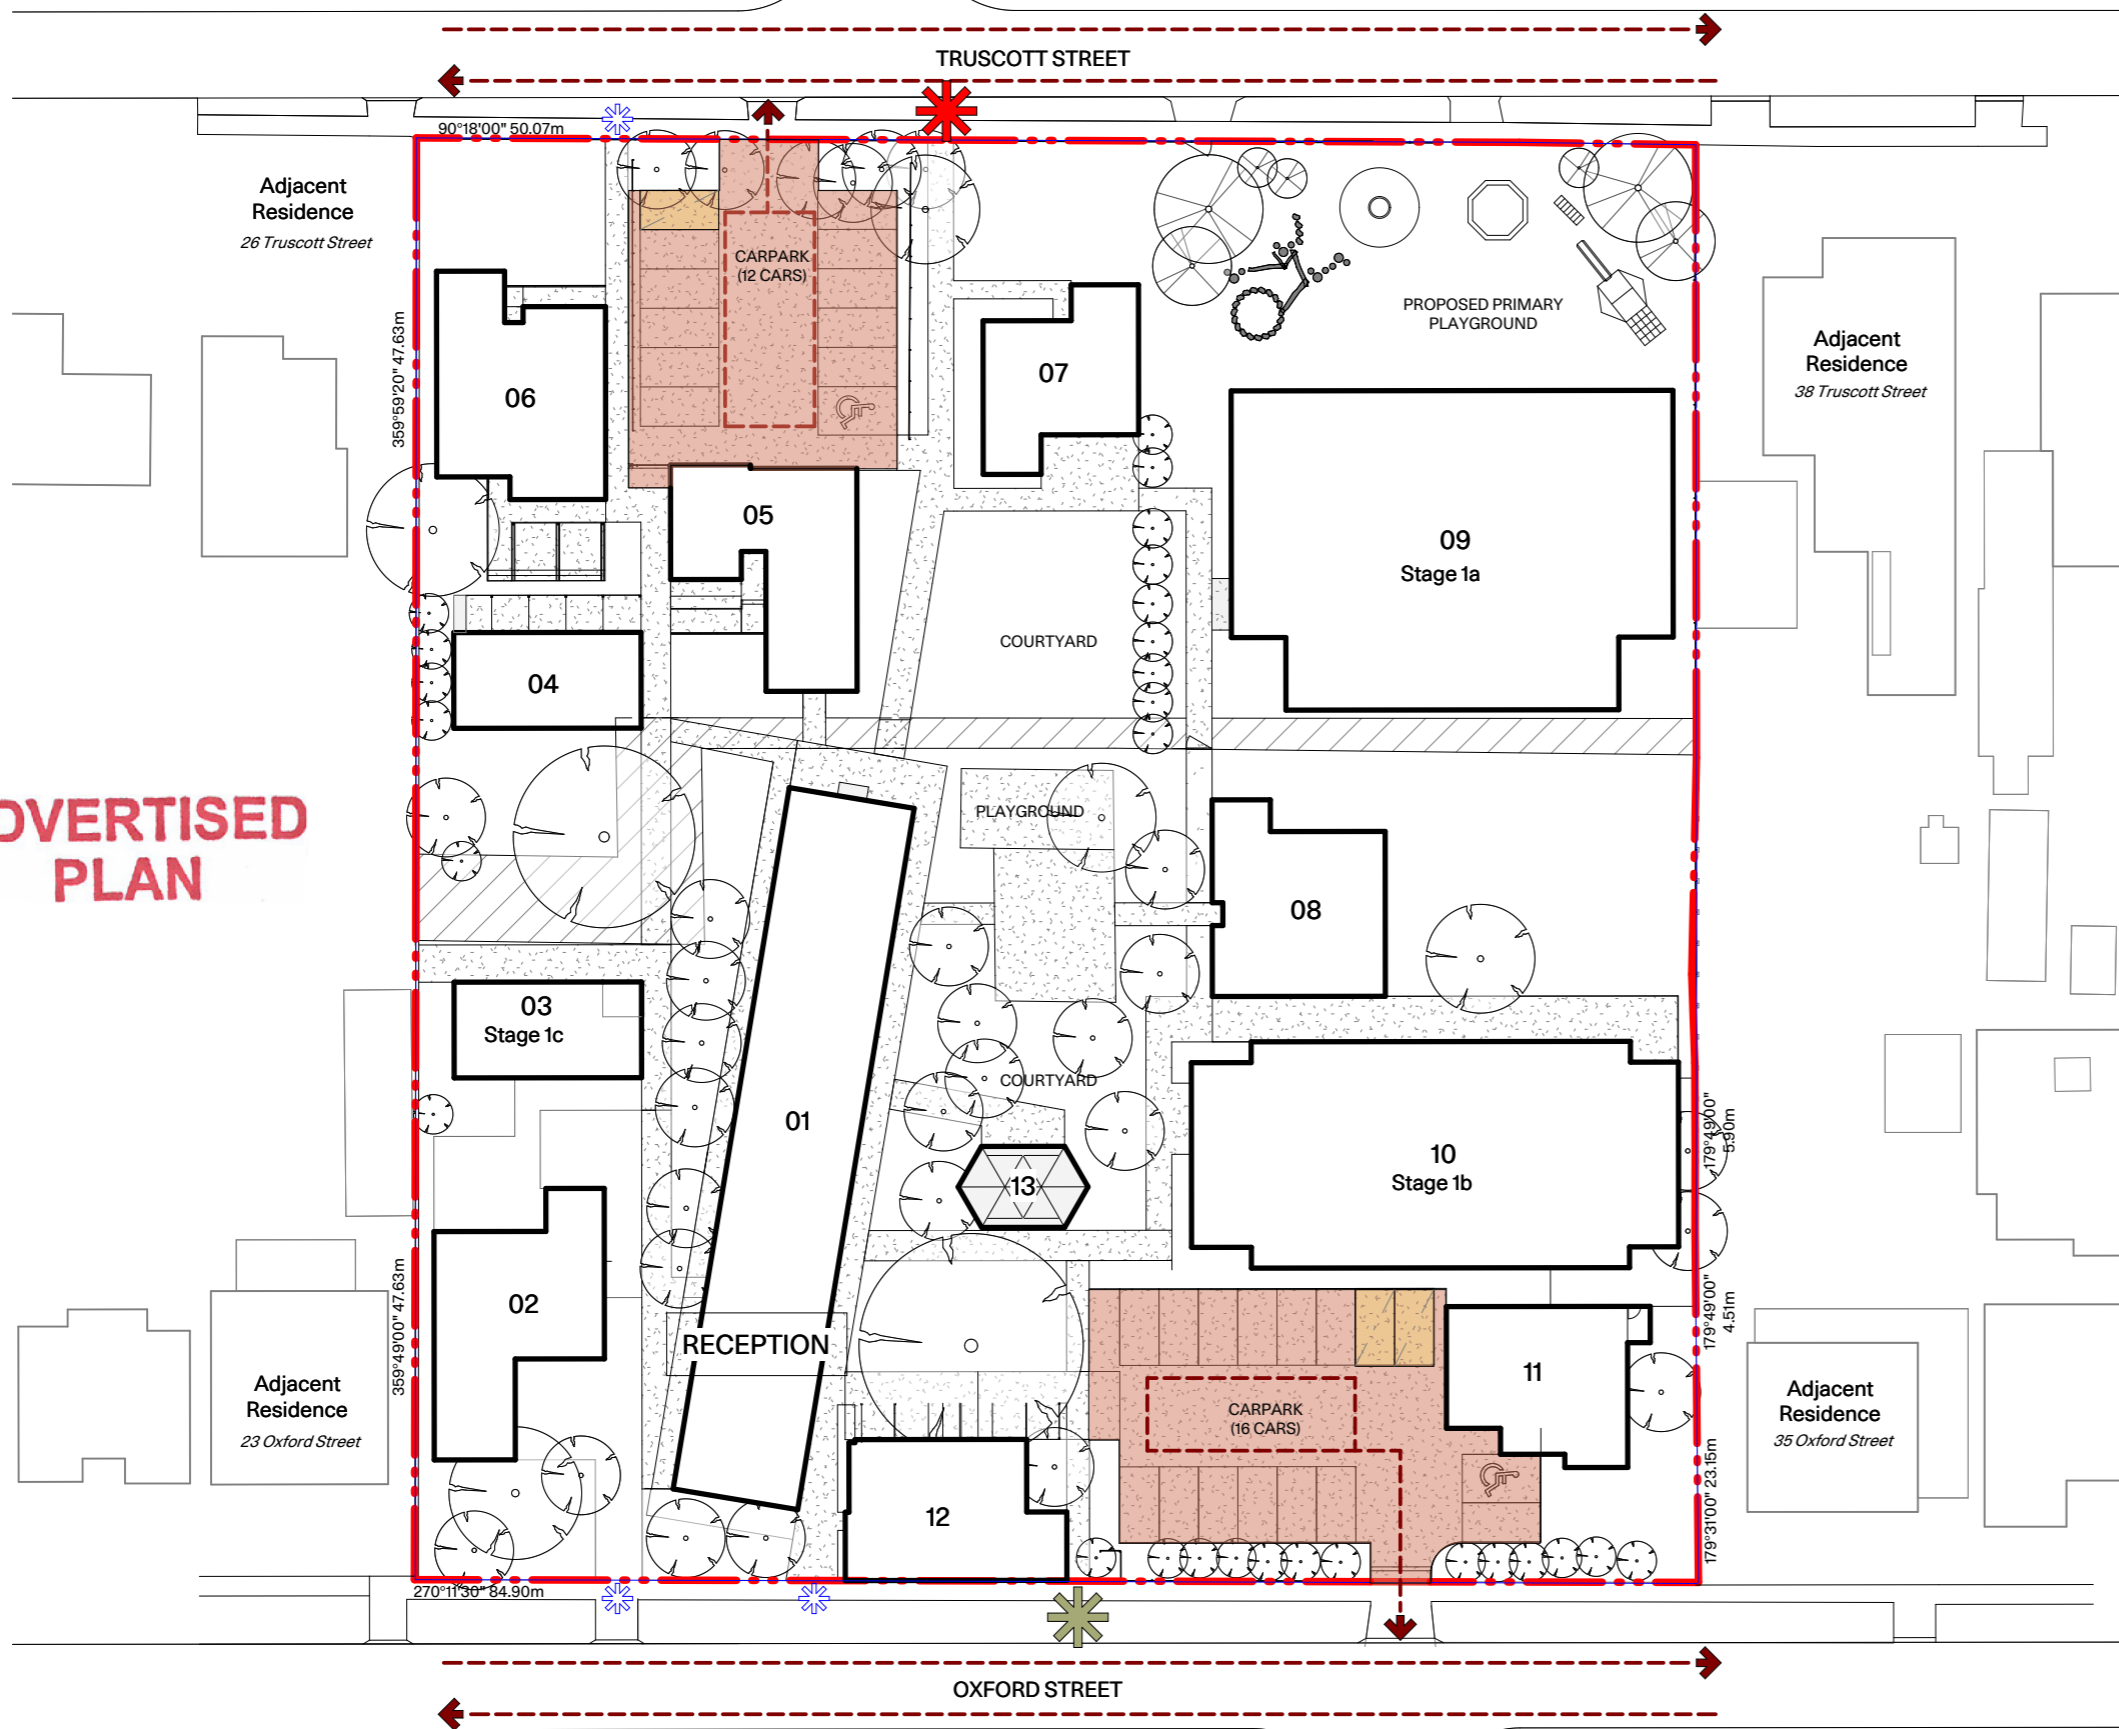 TRUSCOTT STREET
90°18'00" 50.07m
Adjacent
Residence
26 Truscott Street
359°59'20" 47.63m
CARPARK
(12 CARS)
06
07
PROPOSED PRIMARY
PLAYGROUND
Adjacent
Residence
38 Truscott Street
05
09
Stage 1a
COURTYARD
04
DVERTISED
PLAN
PLAYGROUND
08
03
Stage 1c
COURTYARD
01
13
10
Stage 1b
179°49'00"
5.90m
359°49'00" 47.63m
02
RECEPTION
179°49'00"
4.51m
Adjacent
Residence
23 Oxford Street
11
CARPARK
(16 CARS)
Adjacent
Residence
35 Oxford Street
12
179°31'00" 23.15m
270°11'30" 84.90m
OXFORD STREET